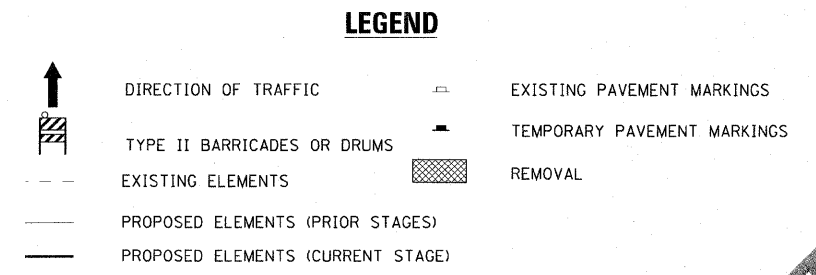 LEGEND
DIRECTION OF TRAFFIC
TYPE II BARRICADES OR DRUMS
EXISTING ELEMENTS
PROPOSED ELEMENTS (PRIOR STAGES)
PROPOSED ELEMENTS (CURRENT STAGE)
EXISTING PAVEMENT MARKINGS
TEMPORARY PAVEMENT MARKINGS
REMOVAL